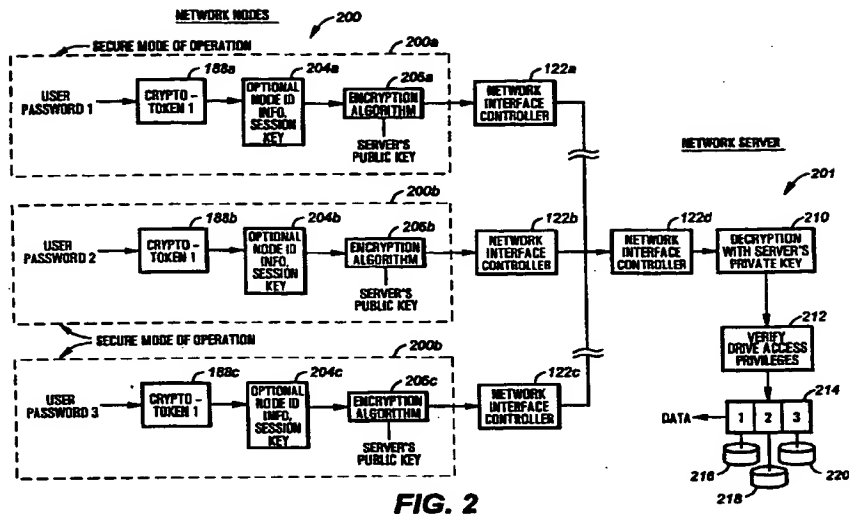 NETWORK NODES
200
SECURE MODE OF OPERATION
200a
USER PASSWORD 1
188a
CRYPTO - TOKEN 1
204a
OPTIONAL NODE ID INFO, SESSION KEY
206a
ENCRYPTION ALGORITHM
SERVER'S PUBLIC KEY
122a
NETWORK INTERFACE CONTROLLER
200b
USER PASSWORD 2
188b
CRYPTO - TOKEN 1
204b
OPTIONAL NODE ID INFO, SESSION KEY
206b
ENCRYPTION ALGORITHM
SERVER'S PUBLIC KEY
122b
NETWORK INTERFACE CONTROLLER
SECURE MODE OF OPERATION
200b
USER PASSWORD 3
188c
CRYPTO - TOKEN 1
204c
OPTIONAL NODE ID INFO, SESSION KEY
206c
ENCRYPTION ALGORITHM
SERVER'S PUBLIC KEY
122c
NETWORK INTERFACE CONTROLLER
NETWORK SERVER
201
122d
NETWORK INTERFACE CONTROLLER
210
DECRYPTION WITH SERVER'S PRIVATE KEY
212
VERIFY DRIVE ACCESS PRIVILEGES
214
DATA
1 2 3
216
218
220
FIG. 2